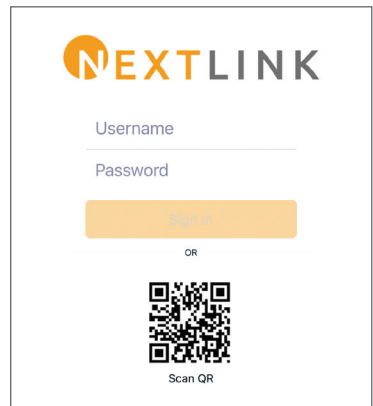 NEXTLINK
Username
Password
Sign in
OR
Scan QR